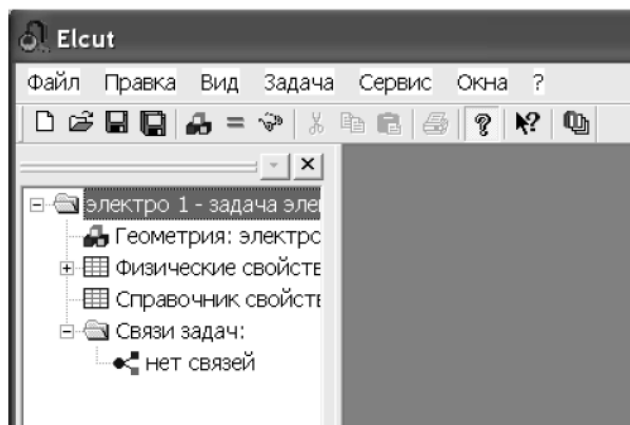 Elcut
Файл Правка Вид Задача Сервис Окна ?
электро 1 - задача эле
Геометрия: электро
Физические свойств
Справочник свойств
Связи задач:
нет связей